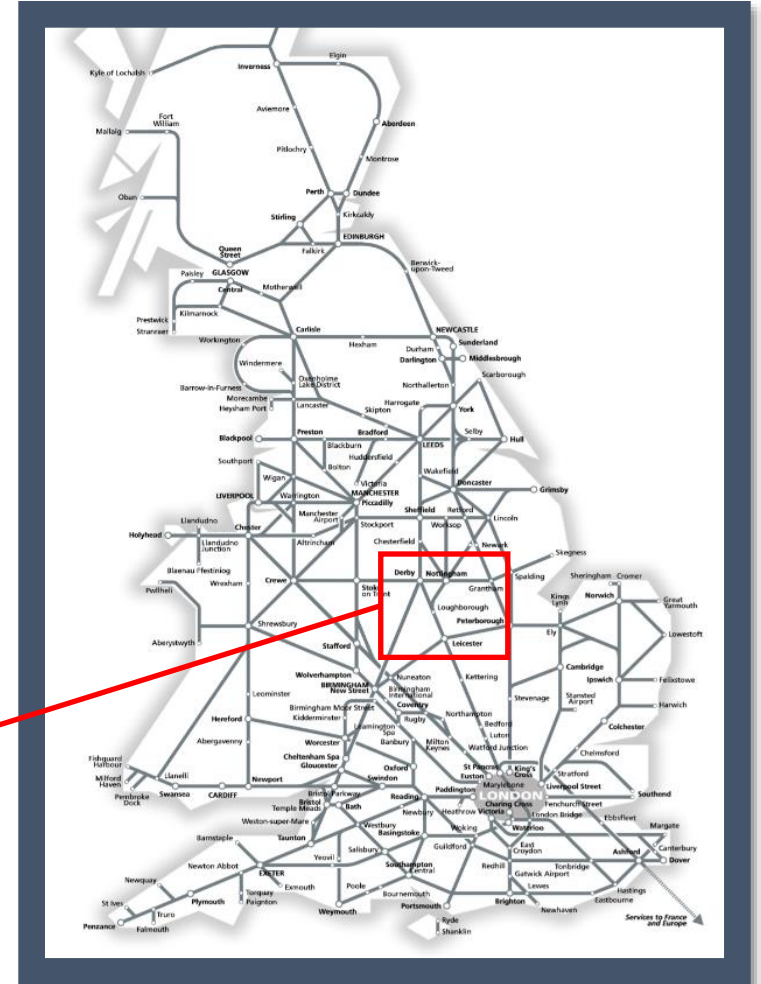 Elgin
Inverness
Kyle of Lochalsh
Aviemore
Fort
William
Mallaig
Aberdeen
Pitlochry
Montrose
Perth
Dundee
Oban
Stirling
Kirkcaldy
EDINBURGH
Queen
Street
Falkirk
Berwick-
upon-Tweed
Paisley
GLASGOW
Central
Motherwell
Prestwick
Stranraer
Kilmarnock
Carlisle
NEWCASTLE
Workington
Hexham
Durham
Sunderland
Darlington
Middlesbrough
Windermere
Scarborough
Oxenholme
Lake District
Barrow-in-Furness
Northallerton
Morecambe
Heysham Port
Lancaster
Harrogate
York
Skipton
Blackpool
Preston
Bradford
LEEDS
Selby
Hull
Blackburn
Huddersfield
Southport
Bolton
Wakefield
Wigan
Victoria
MANCHESTER
Piccadilly
Doncaster
Grimsby
LIVERPOOL
Warrington
Manchester
Airport
Sheffield
Retford
Llandudno
Stockport
Worksop
Lincoln
Holyhead
Chester
Llandudno
Junction
Altrincham
Chesterfield
Newark
Skegness
Blaenau Ffestiniog
Derby
Nottingham
Spalding
Sheringham
Cromer
Pwllheli
Wrexham
Crewe
Stoke
on Trent
Grantham
Kings
Lynn
Norwich
Great
Yarmouth
Loughborough
Peterborough
Shrewsbury
Ely
Lowestoft
Aberystwyth
Stafford
Leicester
Wolverhampton
Nuneaton
Kettering
Cambridge
BIRMINGHAM
New Street
Birmingham
International
Ipswich
Felixstowe
Leominster
Stevenage
Stansted
Airport
Birmingham Moor Street
Coventry
Harwich
Kidderminster
Rugby
Northampton
Hereford
Leamington
Spa
Bedford
Colchester
Worcester
Banbury
Milton
Keynes
Luton
Abergavenny
Watford Junction
Chelmsford
Cheltenham Spa
Fishguard
Harbour
Gloucester
Oxford
St Pancras
King's
Cross
Euston
Stratford
Milford
Haven
Llanelli
Newport
Swindon
Marylebone
Liverpool Street
Pembroke
Dock
Swansea
CARDIFF
Bristol Parkway
Reading
Paddington
LONDON
Southend
Bristol
Temple Meads
Bath
Charing Cross
Fenchurch Street
Newbury
Heathrow
Victoria
London Bridge
Ebbsfleet
Weston-super-Mare
Westbury
Waterloo
Margate
Barnstaple
Taunton
Basingstoke
Woking
East
Croydon
Canterbury
Salisbury
Guildford
Ashford
Dover
Newton Abbot
Yeovil
Southampton
Central
Redhill
Tonbridge
EXETER
Gatwick Airport
Newquay
Exmouth
Poole
Lewes
Hastings
Torquay
Paignton
Bournemouth
Eastbourne
St Ives
Plymouth
Weymouth
Portsmouth
Brighton
Newhaven
Truro
Penzance
Falmouth
Ryde
Shanklin
Services to France
and Europe